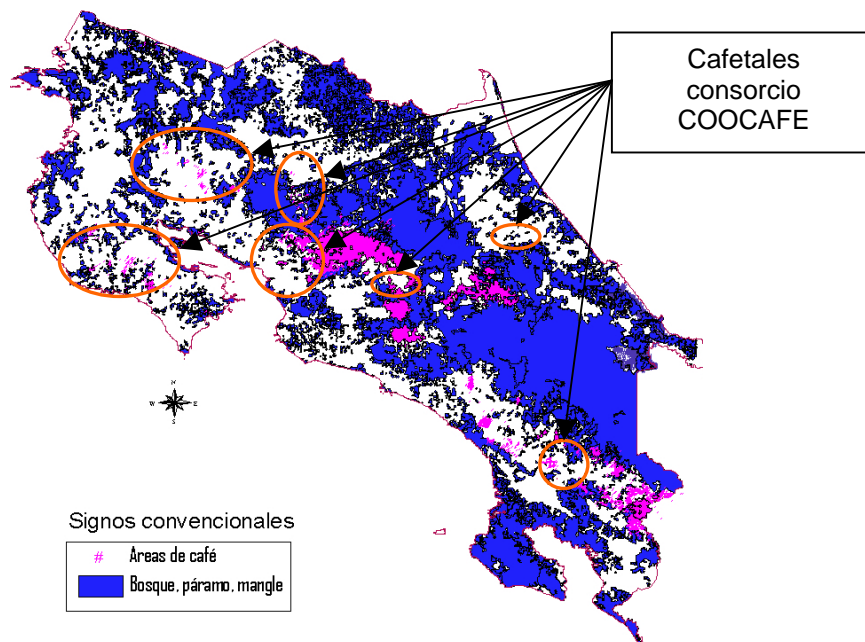 Cafetales
consorcio
COOCAFE
N
W E
S
Signos convencionales
# Areas de café
Bosque, páramo, mangle